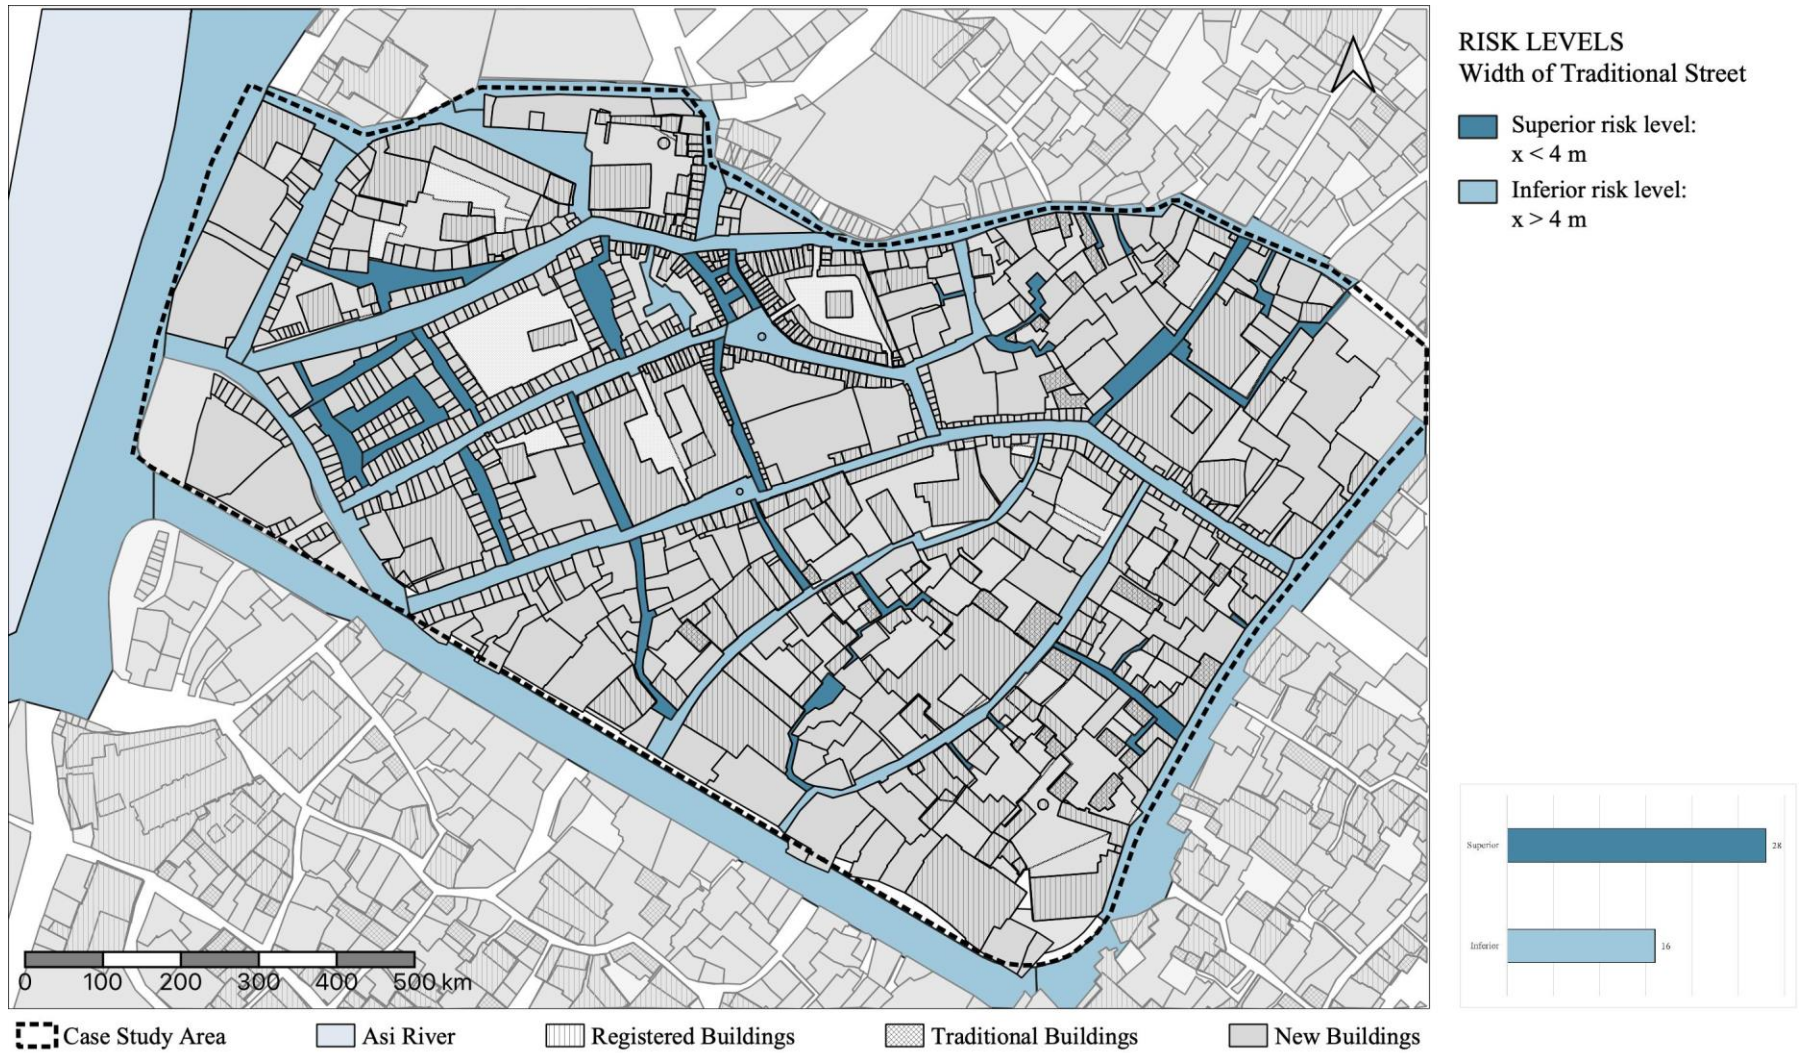 RISK LEVELS
Width of Traditional Street
Superior risk level:
x < 4 m
Inferior risk level:
x > 4 m
Superior
28
Inferior
16
0 100 200 300 400 500 km
Case Study Area Asi River Registered Buildings Traditional Buildings New Buildings